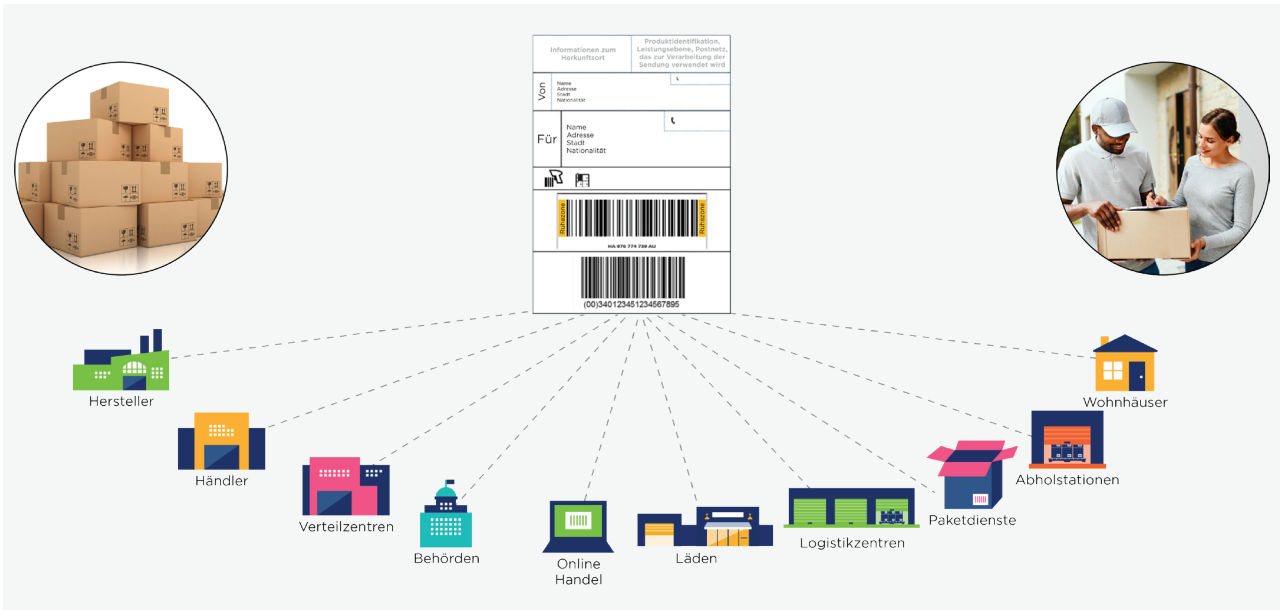 Informationen zum
Herkunftsort
Produktidentifikation,
Leistungsebene, Postnetz,
das zur Verarbeitung der
Sendung verwendet wird
Von
Name
Adresse
Stadt
Nationalität
Für
Name
Adresse
Stadt
Nationalität
Ruhezone
Ruhezone
HA 876 774 739 AU
(00)340123451234567895
Hersteller
Händler
Verteilzentren
Behörden
Online
Handel
Läden
Logistikzentren
Paketdienste
Abholstationen
Wohnhäuser